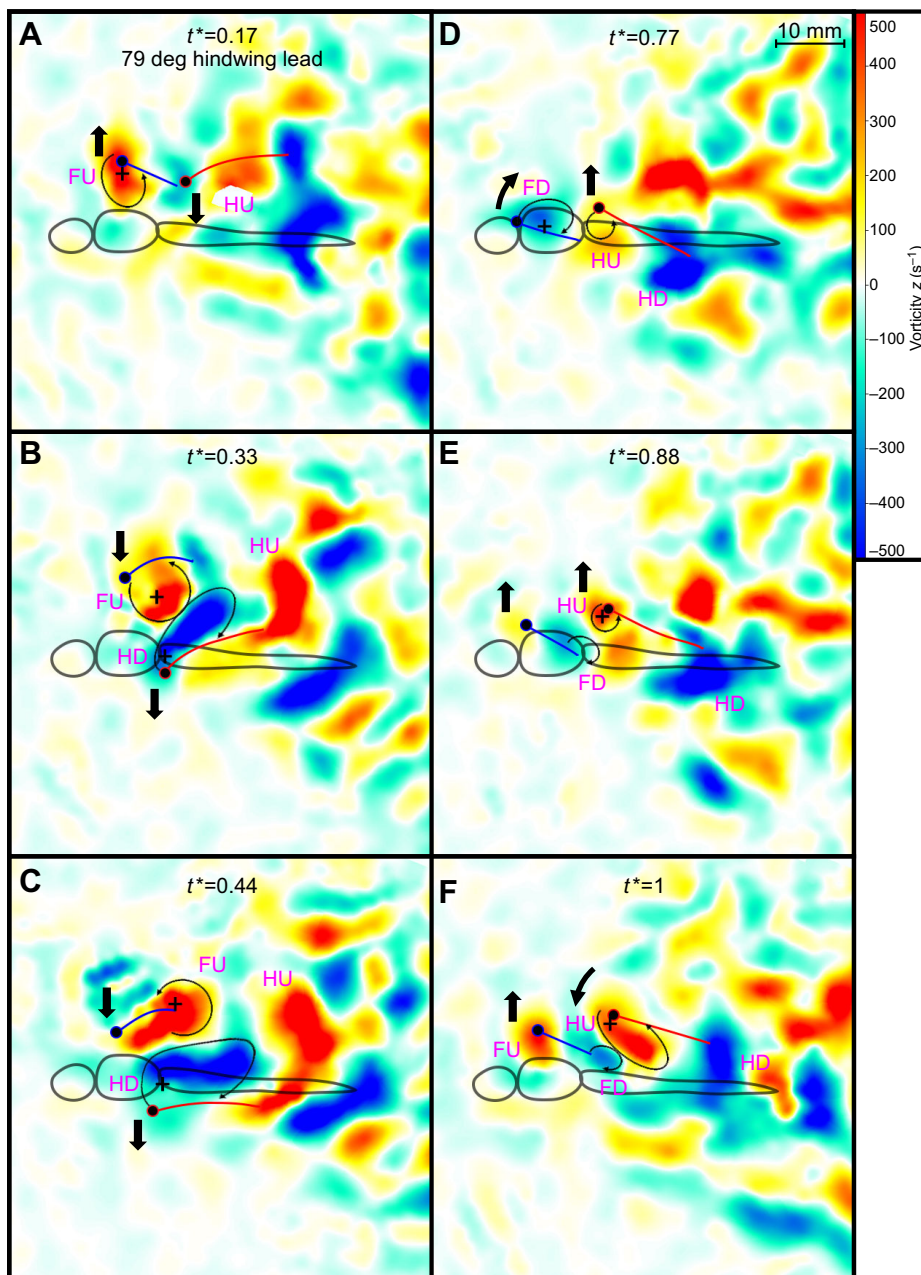 A
t*=0.17
79 deg hindwing lead
FU
HU
B
t*=0.33
HU
FU
HD
C
t*=0.44
FU
HU
HD
D
t*=0.77
10 mm
FD
HU
HD
E
t*=0.88
HU
FD
HD
F
t*=1
HU
FU
HD
FD
500
400
300
200
100
0
–100
–200
–300
–400
–500
Vorticity z (s⁻¹)